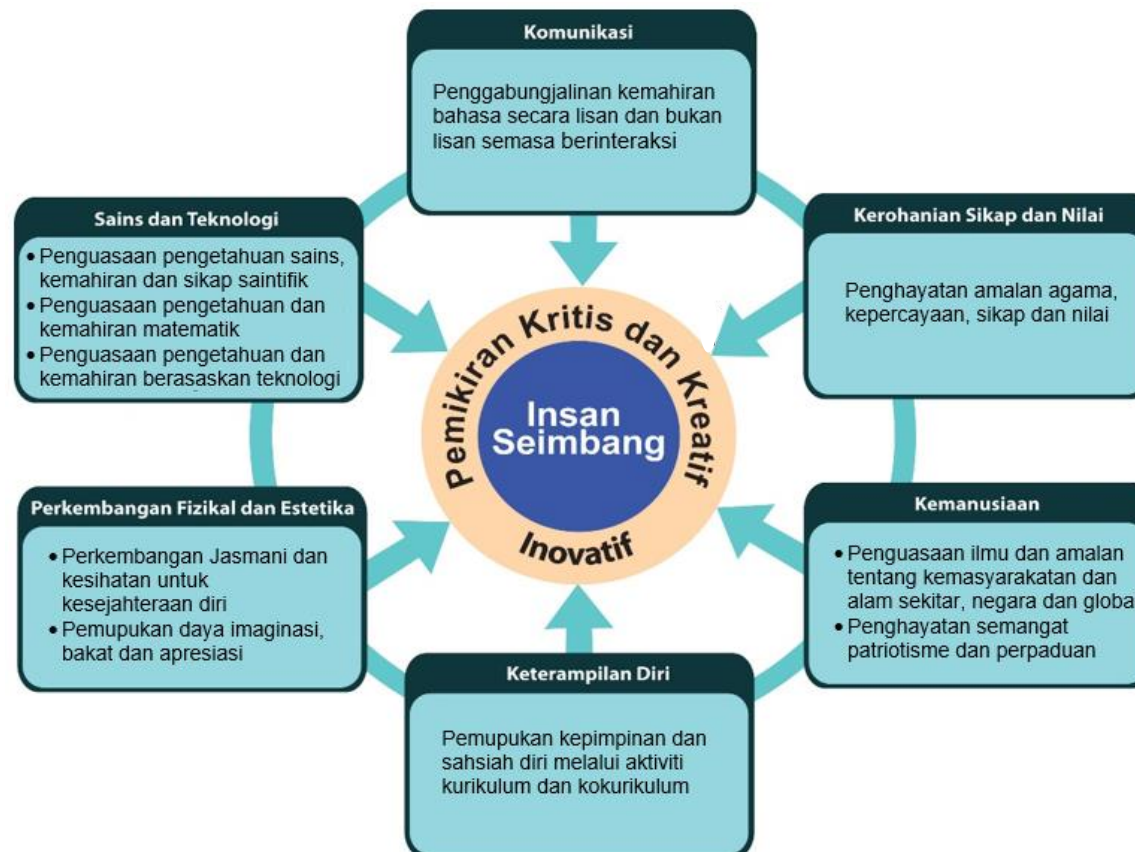 Komunikasi
Penggabungjalinan kemahiran
bahasa secara lisan dan bukan
lisan semasa berinteraksi
Sains dan Teknologi
• Penguasaan pengetahuan sains,
kemahiran dan sikap saintifik
• Penguasaan pengetahuan dan
kemahiran matematik
• Penguasaan pengetahuan dan
kemahiran berasaskan teknologi
Kerohanian Sikap dan Nilai
Penghayatan amalan agama,
kepercayaan, sikap dan nilai
Pemikiran Kritis dan Kreatif
Insan
Seimbang
Inovatif
Perkembangan Fizikal dan Estetika
• Perkembangan Jasmani dan
kesihatan untuk
kesejahteraan diri
• Pemupukan daya imaginasi,
bakat dan apresiasi
Kemanusiaan
• Penguasaan ilmu dan amalan
tentang kemasyarakatan dan
alam sekitar, negara dan global
• Penghayatan semangat
patriotisme dan perpaduan
Keterampilan Diri
Pemupukan kepimpinan dan
sahsiah diri melalui aktiviti
kurikulum dan kokurikulum